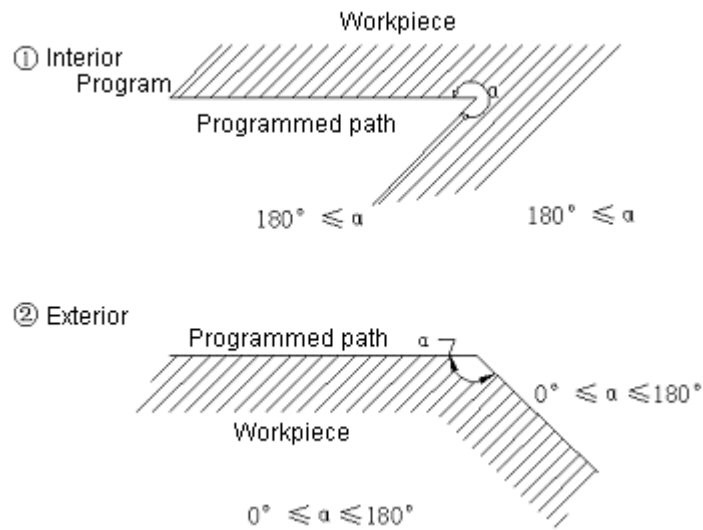 Workpiece
① Interior
Program
α
Programmed path
180° ≤ α
180° ≤ α
② Exterior
Programmed path
α
0° ≤ α ≤180°
Workpiece
0° ≤ α ≤180°